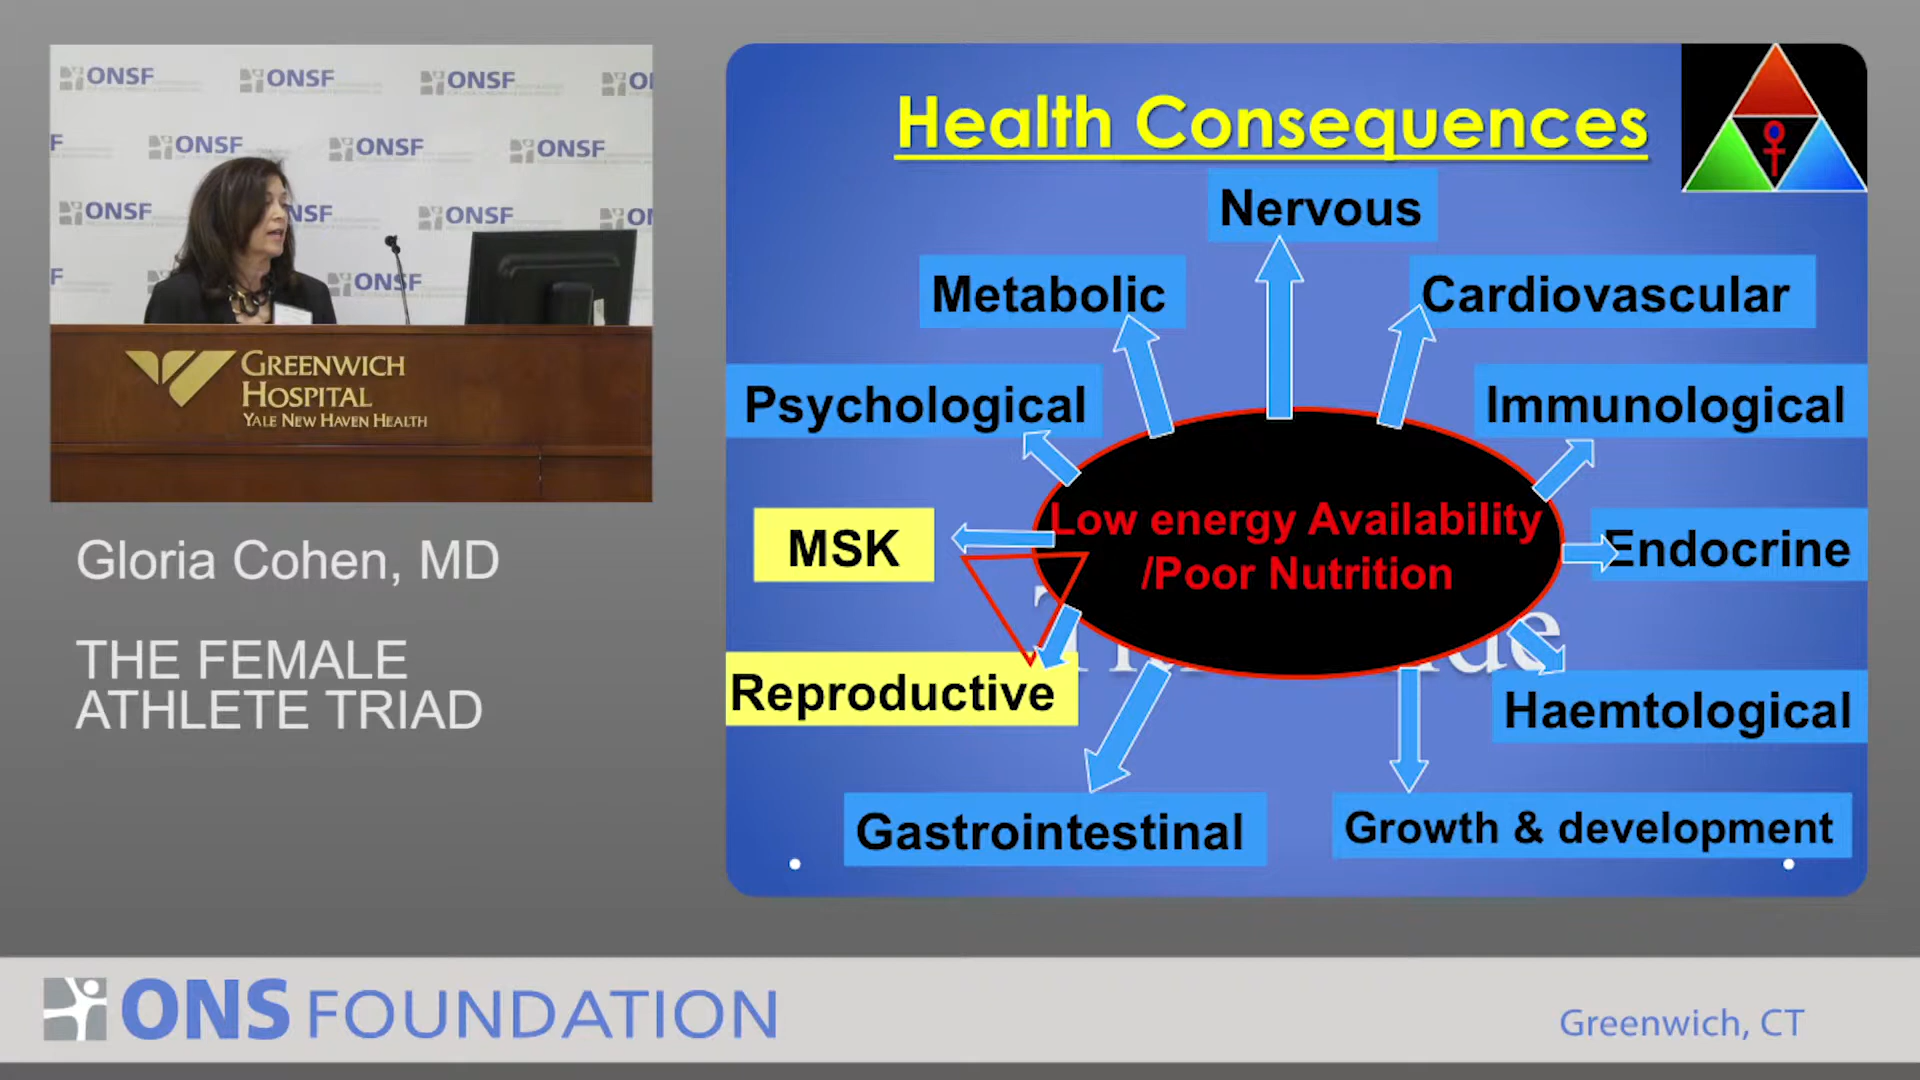 ONSF ONSF ONSF
ONSF ONSF ONSF
ONSF NSF ONSF
ONSF
GREENWICH
HOSPITAL
YALE NEW HAVEN HEALTH
Gloria Cohen, MD
THE FEMALE
ATHLETE TRIAD
Health Consequences
Nervous
Metabolic
Cardiovascular
Psychological
Immunological
Low energy Availability
/Poor Nutrition
MSK
Endocrine
Reproductive
Haemtological
Gastrointestinal
Growth & development
ONS FOUNDATION
Greenwich, CT